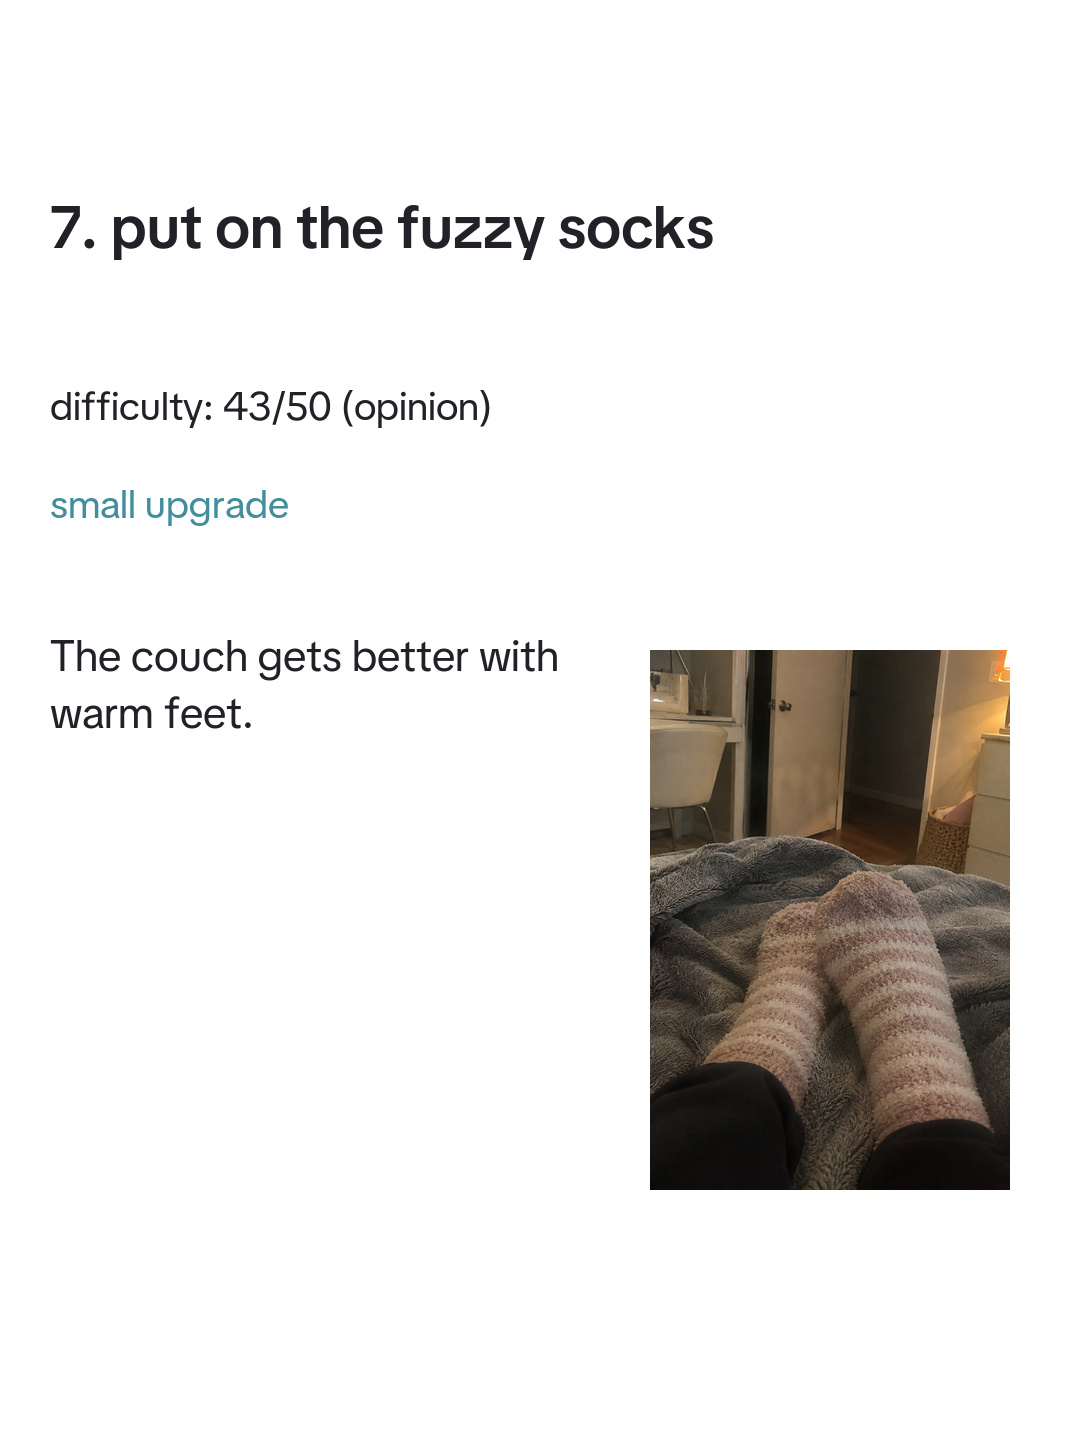 7. put on the fuzzy socks
difficulty: 43/50 (opinion)
small upgrade
The couch gets better with
warm feet.